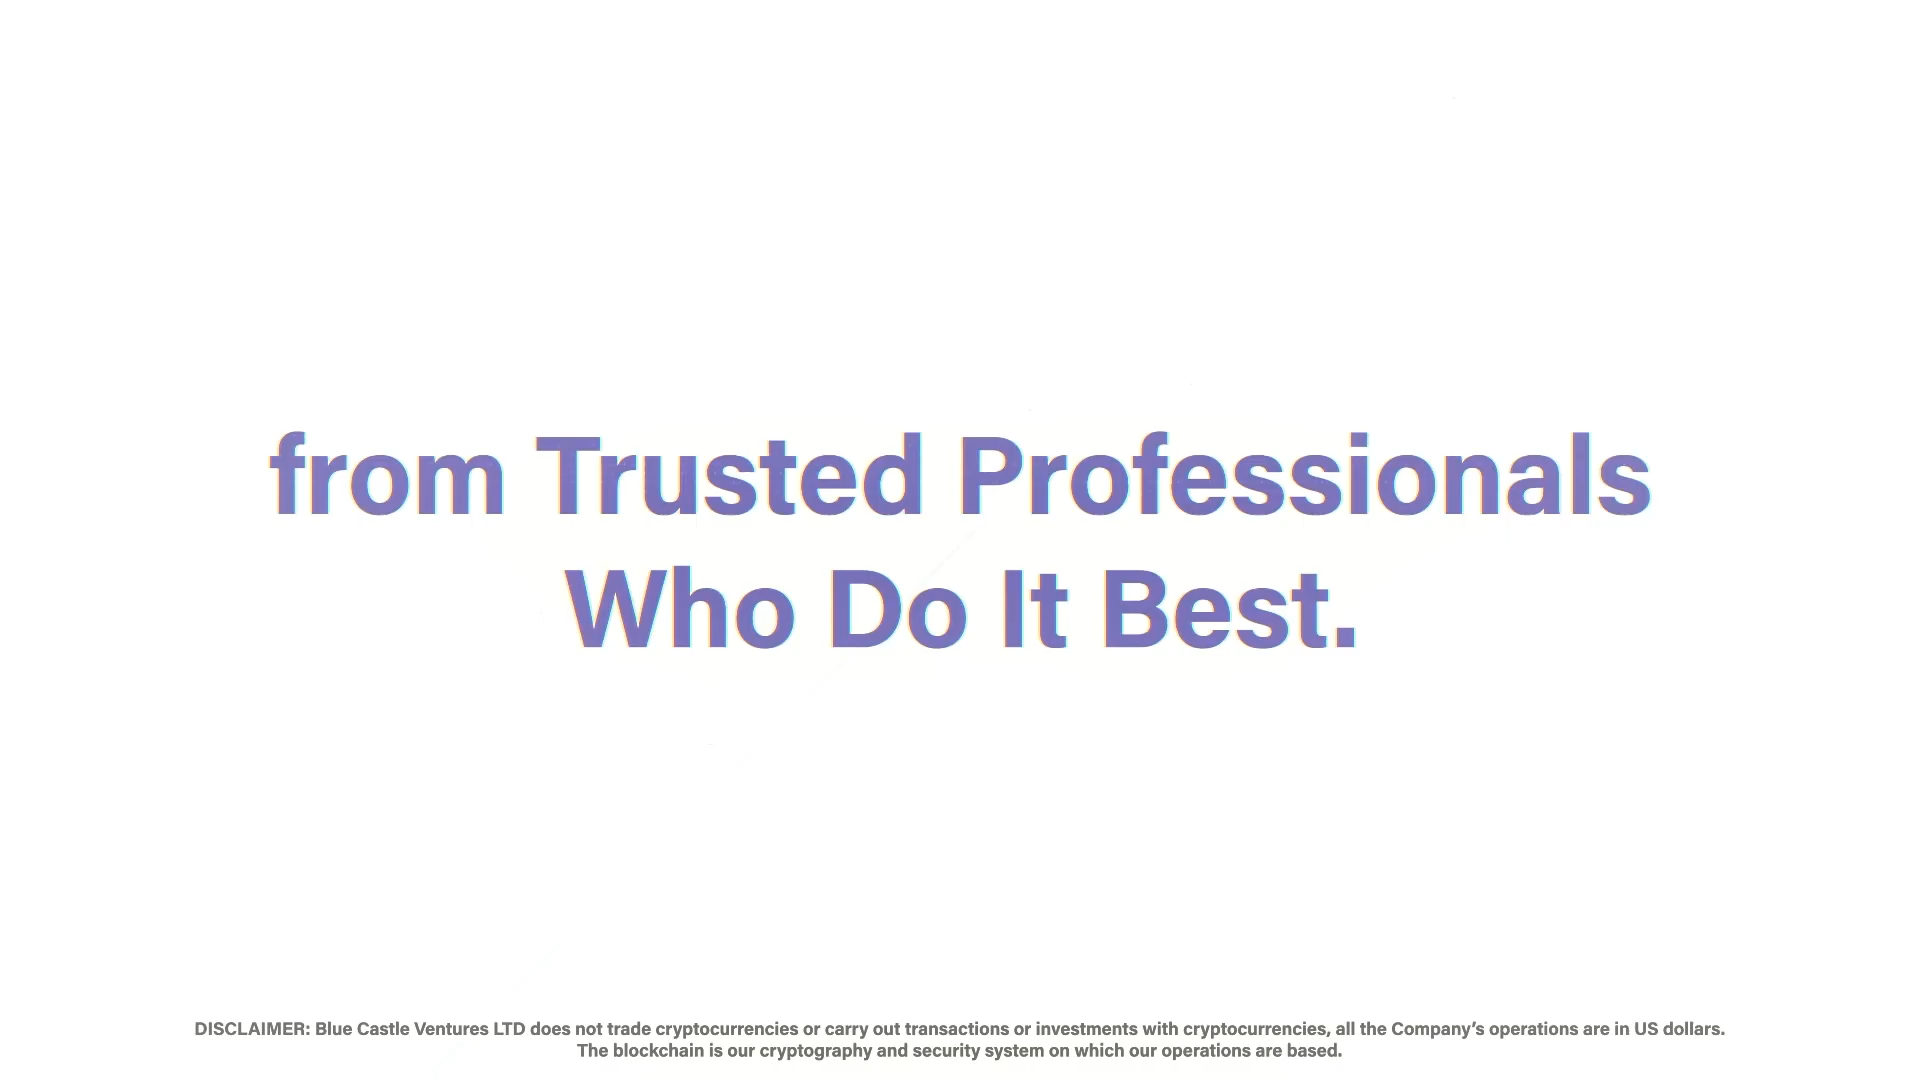 from Trusted Professionals
Who Do It Best.
DISCLAIMER: Blue Castle Ventures LTD does not trade cryptocurrencies or carry out transactions or investments with cryptocurrencies, all the Company’s operations are in US dollars.
The blockchain is our cryptography and security system on which our operations are based.